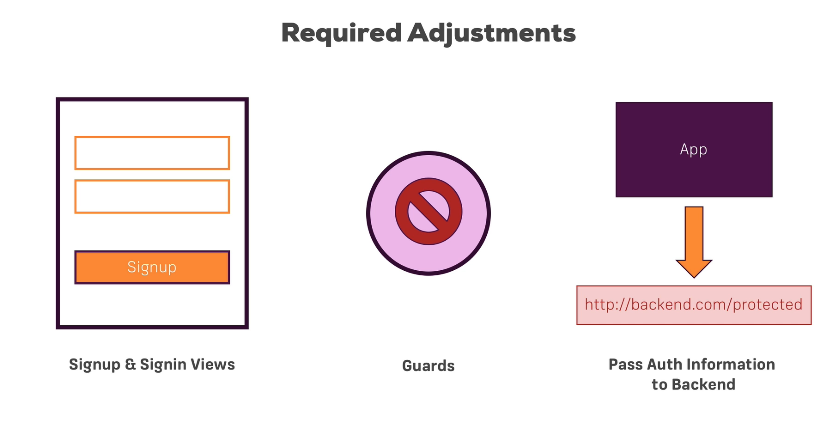 Required Adjustments
Signup
Signup & Signin Views
Guards
App
http://backend.com/protected
Pass Auth Information
to Backend